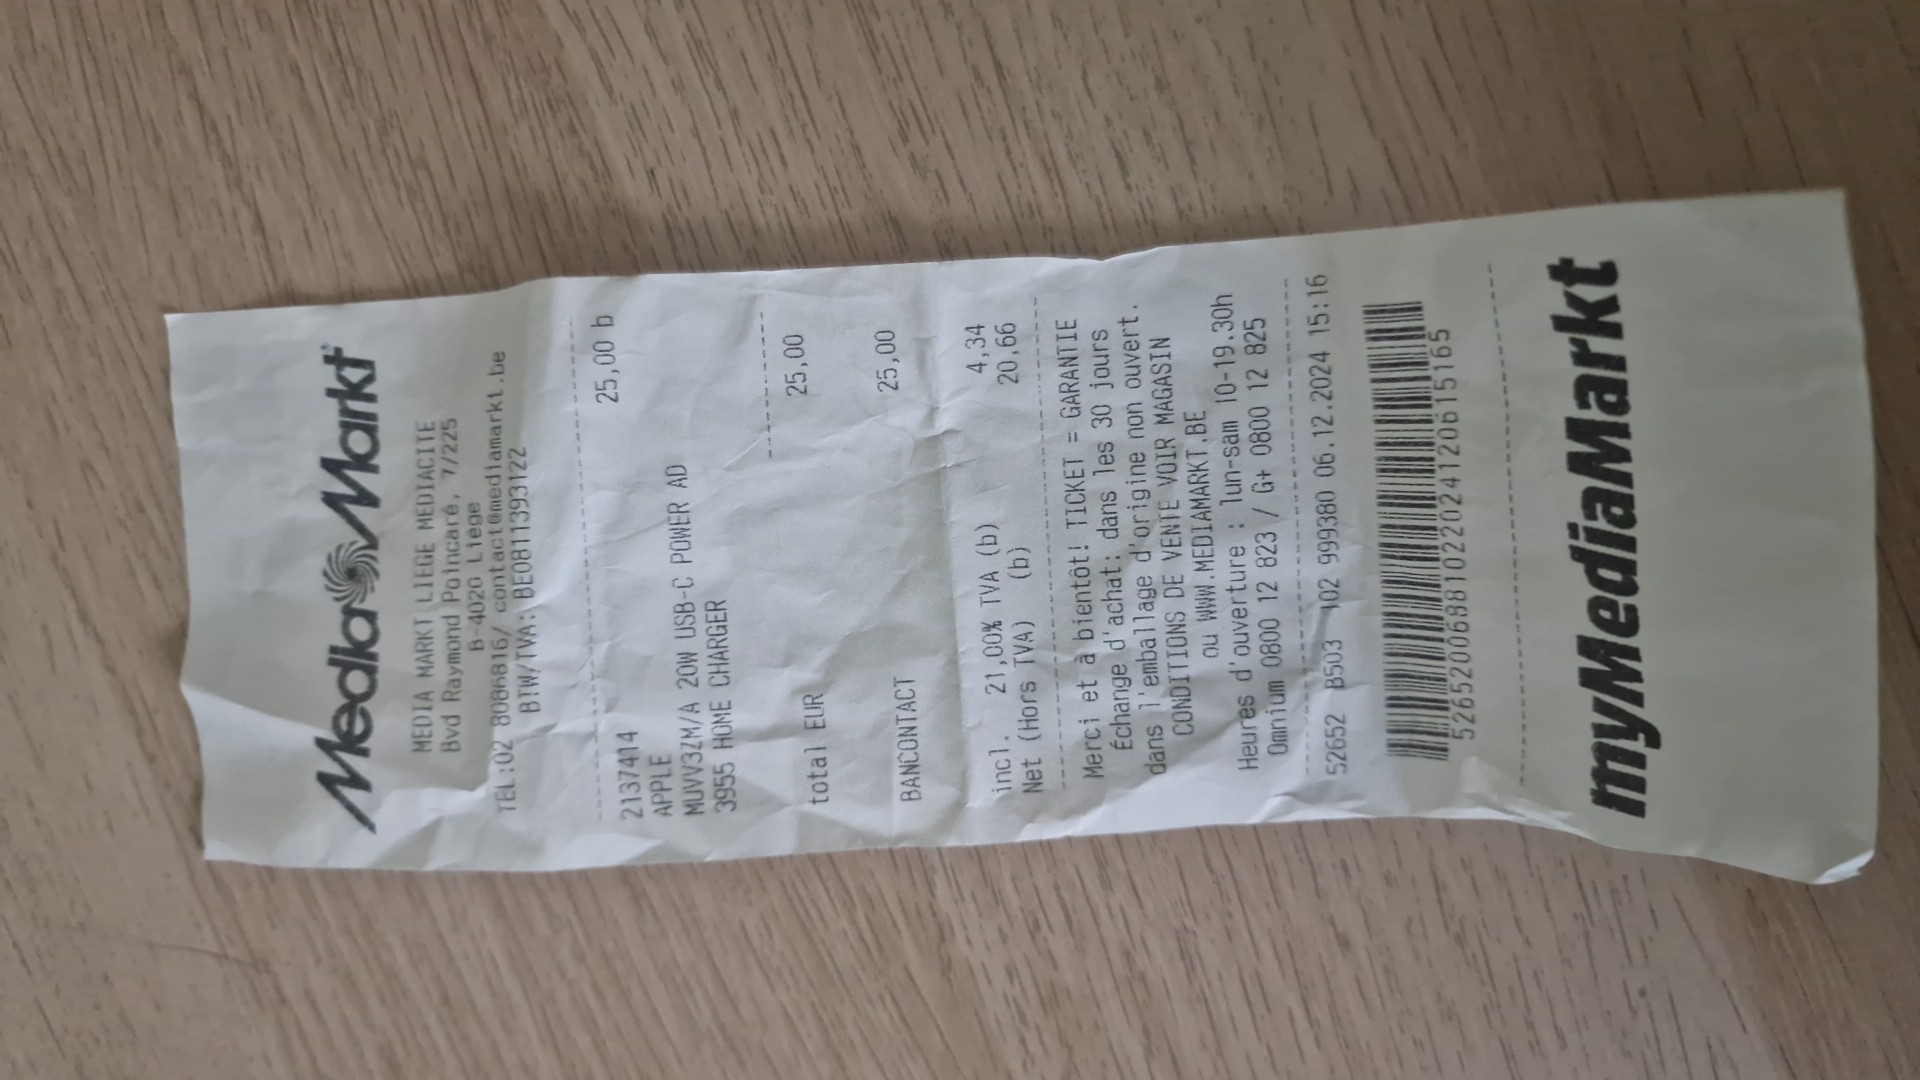 Media Markt
MEDIA MARKT LIEGE MEDIACITE
Bvd Raymond Poincaré, 7/225
B-4020 Liege
TEL:02 8086816/ contact@mediamarkt.be
BTW/TVA: BE0811393122
25,00 b
2137414
APPLE
MUVV3ZM/A 20W USB-C POWER AD
3955 HOME CHARGER
total EUR 25,00
BANCONTACT 25,00
incl. 21,00% TVA (b) 4,34
Net (Hors TVA) (b) 20,66
Merci et à bientôt! TICKET = GARANTIE
Échange d'achat: dans les 30 jours
dans l'emballage d'origine non ouvert.
CONDITIONS DE VENTE VOIR MAGASIN
ou WWW.MEDIAMARKT.BE
Heures d'ouverture : lun-sam 10-19.30h
Omnium 0800 12 823 / G+ 0800 12 825
52652 B503 102 999380 06.12.2024 15:16
5265200688102202412061516​5
myMediaMarkt